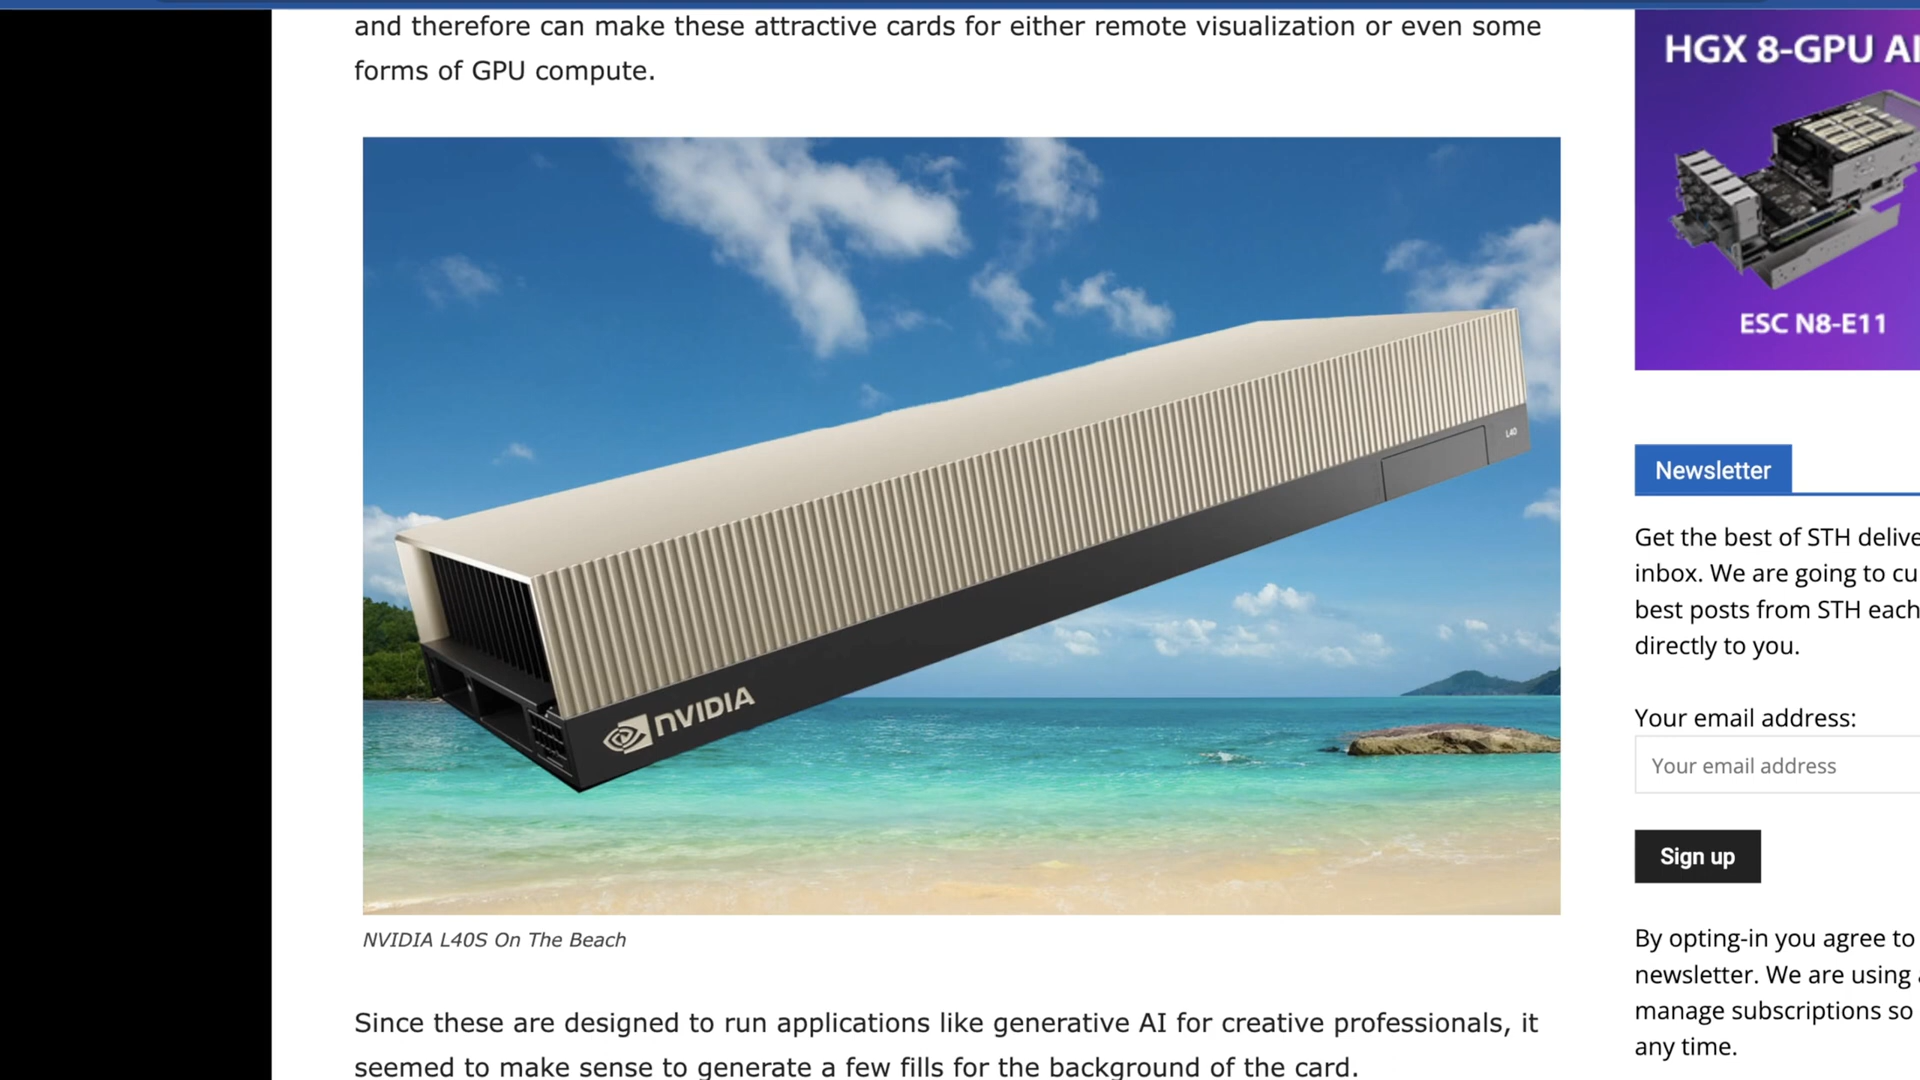 and therefore can make these attractive cards for either remote visualization or even some
forms of GPU compute.
L40
NVIDIA
NVIDIA L40S On The Beach
Since these are designed to run applications like generative AI for creative professionals, it
seemed to make sense to generate a few fills for the background of the card.
HGX 8-GPU AI
ESC N8-E11
Newsletter
Get the best of STH delive
inbox. We are going to cu
best posts from STH each
directly to you.
Your email address:
Your email address
Sign up
By opting-in you agree to
newsletter. We are using a
manage subscriptions so
any time.